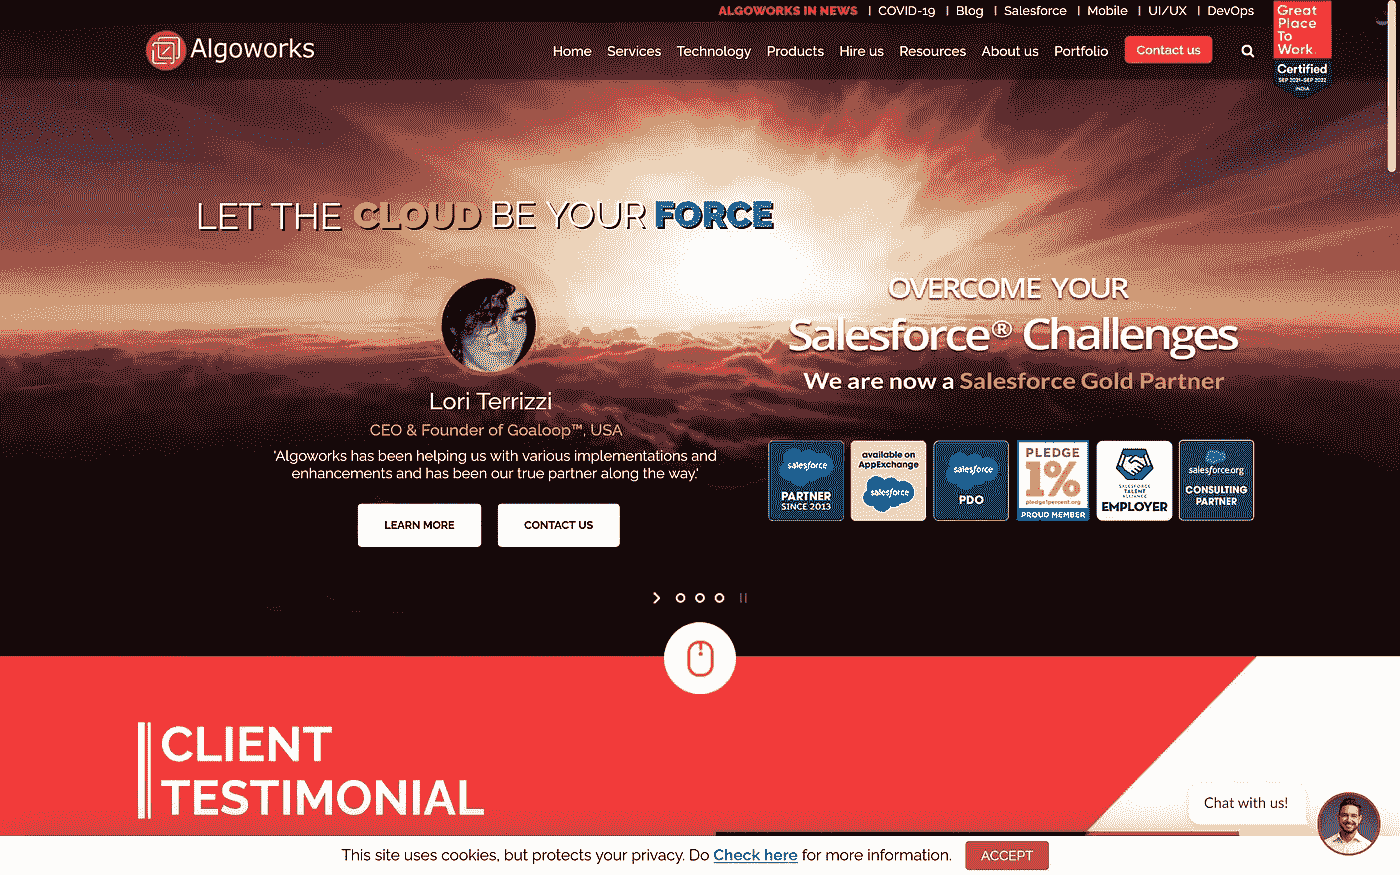 ALGOWORKS IN NEWS | COVID-19 | Blog | Salesforce | Mobile | UI/UX | DevOps
Great
Place
To
Work
Certified
SEP 2021-SEP 2022
INDIA
Algoworks
Home Services Technology Products Hire us Resources About us Portfolio Contact us
LET THE CLOUD BE YOUR FORCE
Lori Terrizzi
CEO & Founder of Goaloop™, USA
'Algoworks has been helping us with various implementations and
enhancements and has been our true partner along the way.'
LEARN MORE CONTACT US
OVERCOME YOUR
Salesforce® Challenges
We are now a Salesforce Gold Partner
salesforce
PARTNER
SINCE 2013
available on
AppExchange
salesforce
salesforce
PDO
PLEDGE
1%
pledge1percent.org
PROUD MEMBER
SALESFORCE
TALENT
ALLIANCE
EMPLOYER
salesforce.org
CONSULTING
PARTNER
CLIENT
TESTIMONIAL
Chat with us!
This site uses cookies, but protects your privacy. Do Check here for more information. ACCEPT